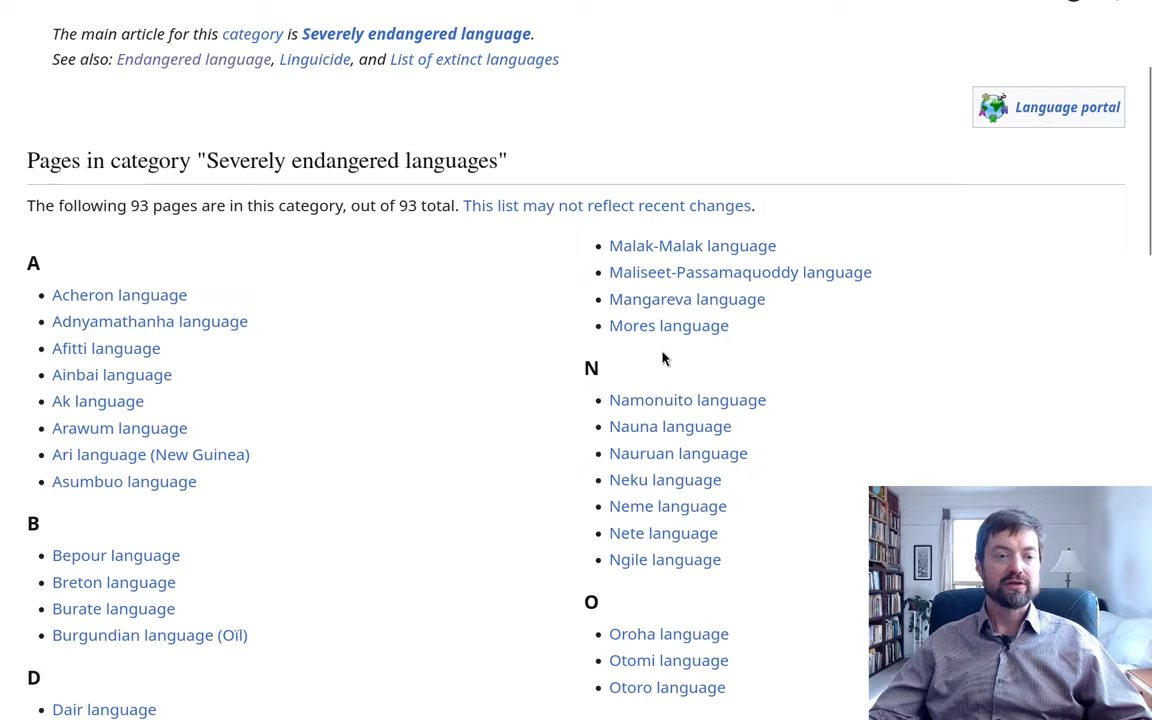 The main article for this category is Severely endangered language.
See also: Endangered language, Linguicide, and List of extinct languages
Language portal
Pages in category "Severely endangered languages"
The following 93 pages are in this category, out of 93 total. This list may not reflect recent changes.
A
Acheron language
Adnyamathanha language
Afitti language
Ainbai language
Ak language
Arawum language
Ari language (New Guinea)
Asumbuo language
B
Bepour language
Breton language
Burate language
Burgundian language (Oïl)
D
Dair language
Malak-Malak language
Maliseet-Passamaquoddy language
Mangareva language
Mores language
N
Namonuito language
Nauna language
Nauruan language
Neku language
Neme language
Nete language
Ngile language
O
Oroha language
Otomi language
Otoro language